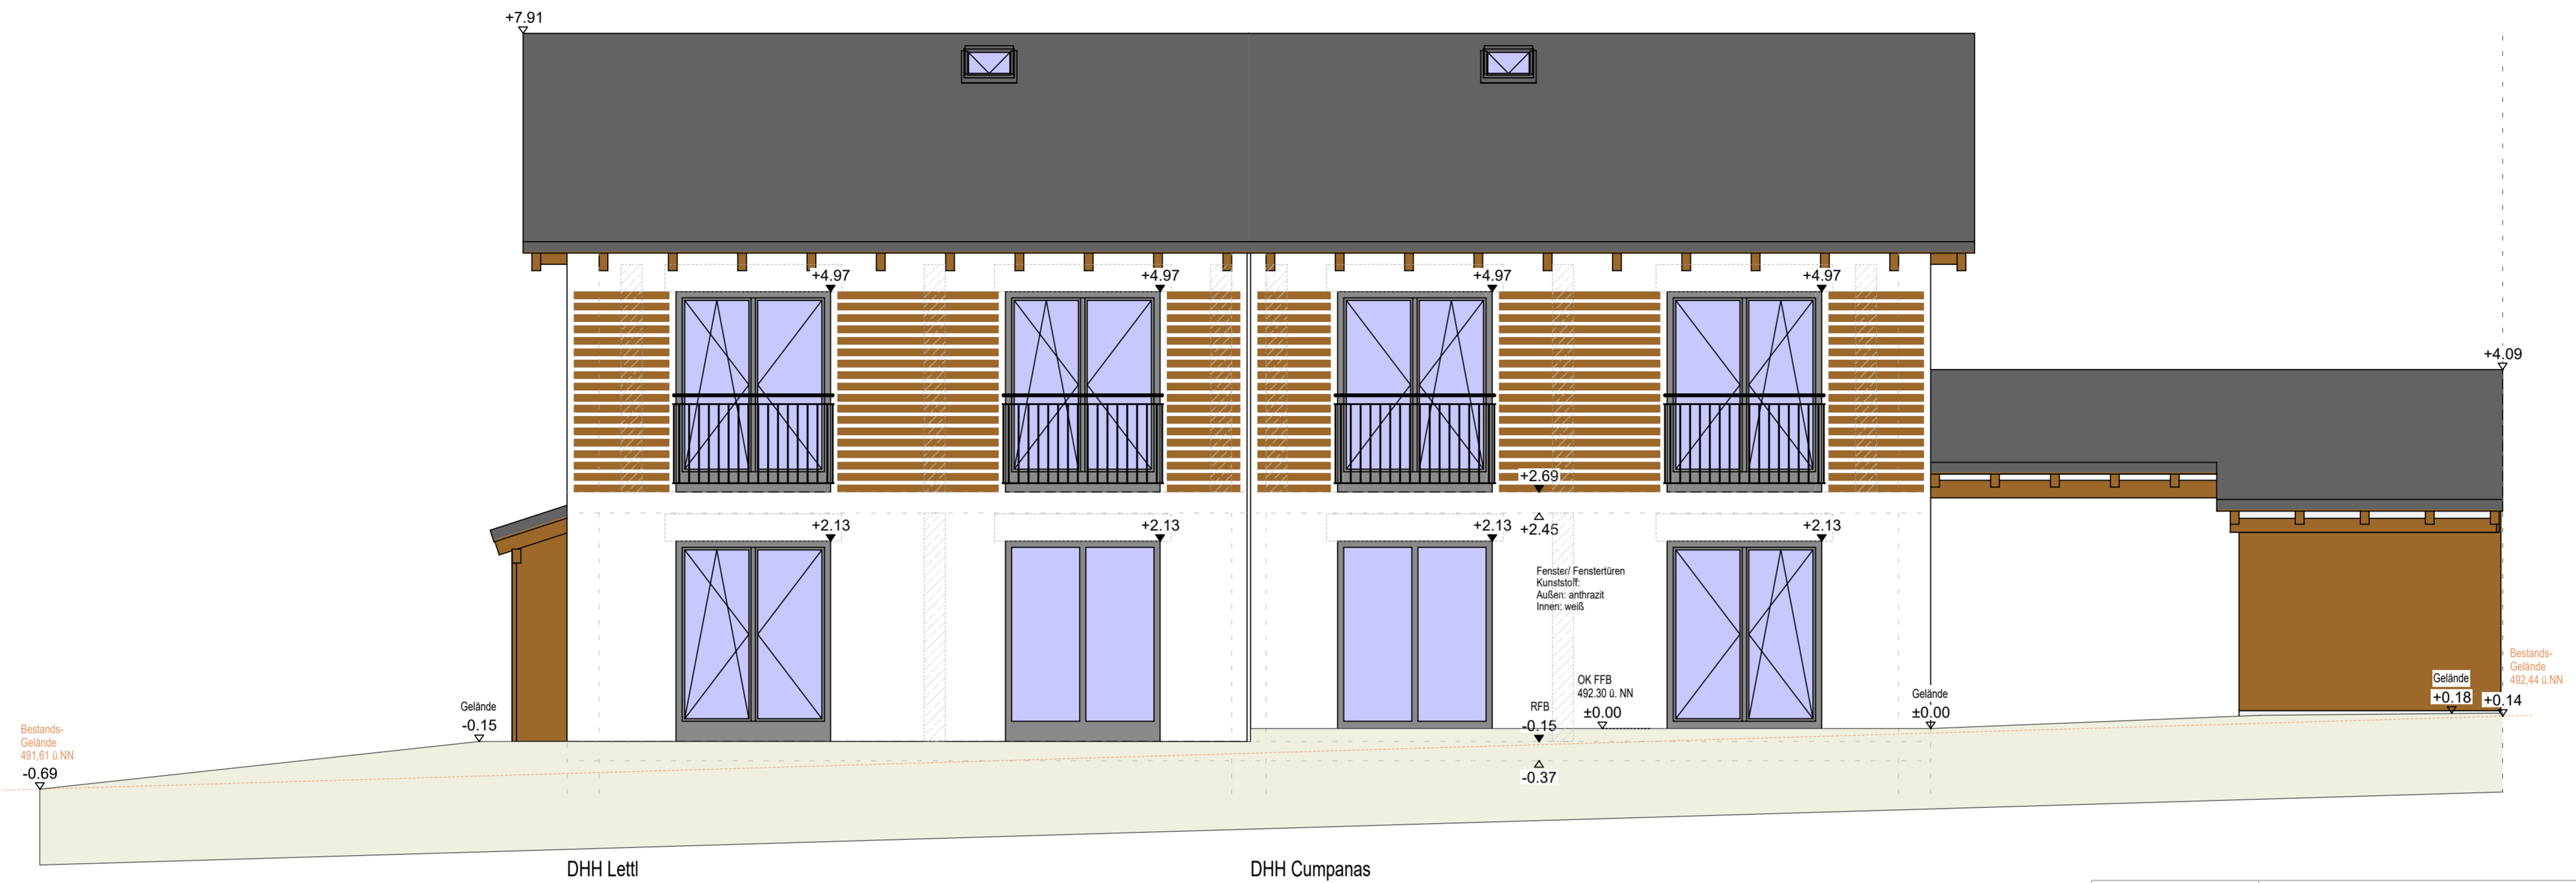 +7.91
+4.97
+4.97
+4.97
+4.97
+4.09
+2.69
+2.45
+2.13
+2.13
+2.13
+2.13
Fenster/ Fenstertüren
Kunststoff:
Außen: anthrazit
Innen: weiß
Bestands-
Gelände
492,44 ü.NN
+0.14
Gelände
+0.18
Gelände
±0.00
OK FFB
492.30 ü. NN
±0.00
RFB
-0.15
-0.37
Gelände
-0.15
Bestands-
Gelände
491,61 ü.NN
-0.69
DHH Lettl
DHH Cumpanas